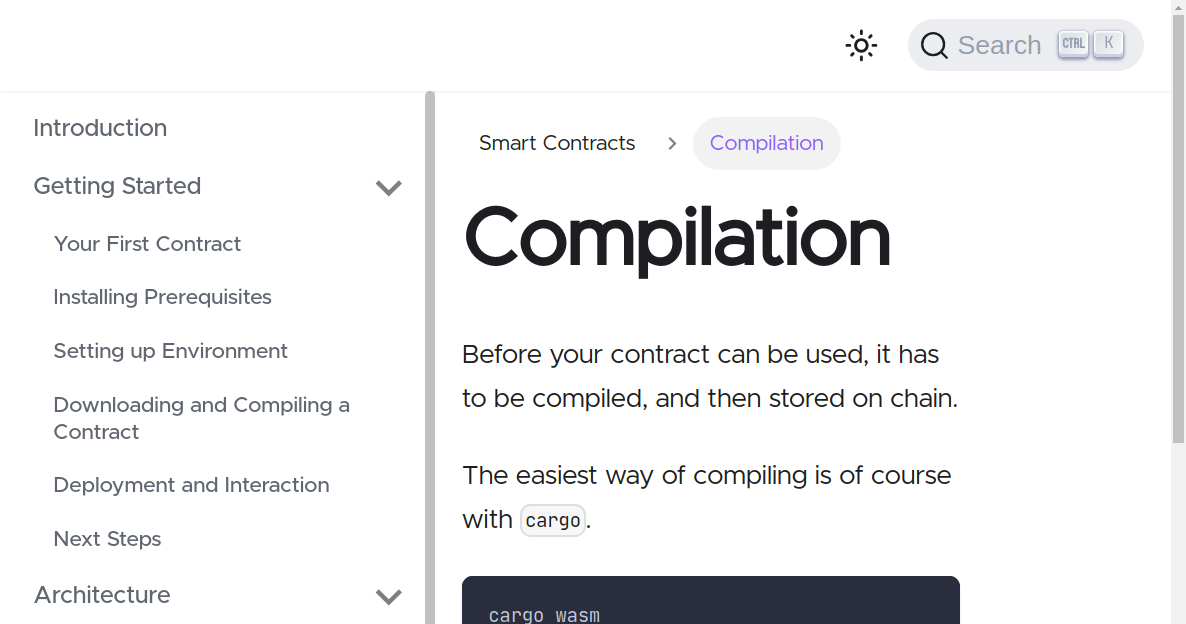 Search CTRL K
Introduction
Getting Started
Your First Contract
Installing Prerequisites
Setting up Environment
Downloading and Compiling a
Contract
Deployment and Interaction
Next Steps
Architecture
Smart Contracts
Compilation
Compilation
Before your contract can be used, it has
to be compiled, and then stored on chain.
The easiest way of compiling is of course
with cargo.
cargo wasm